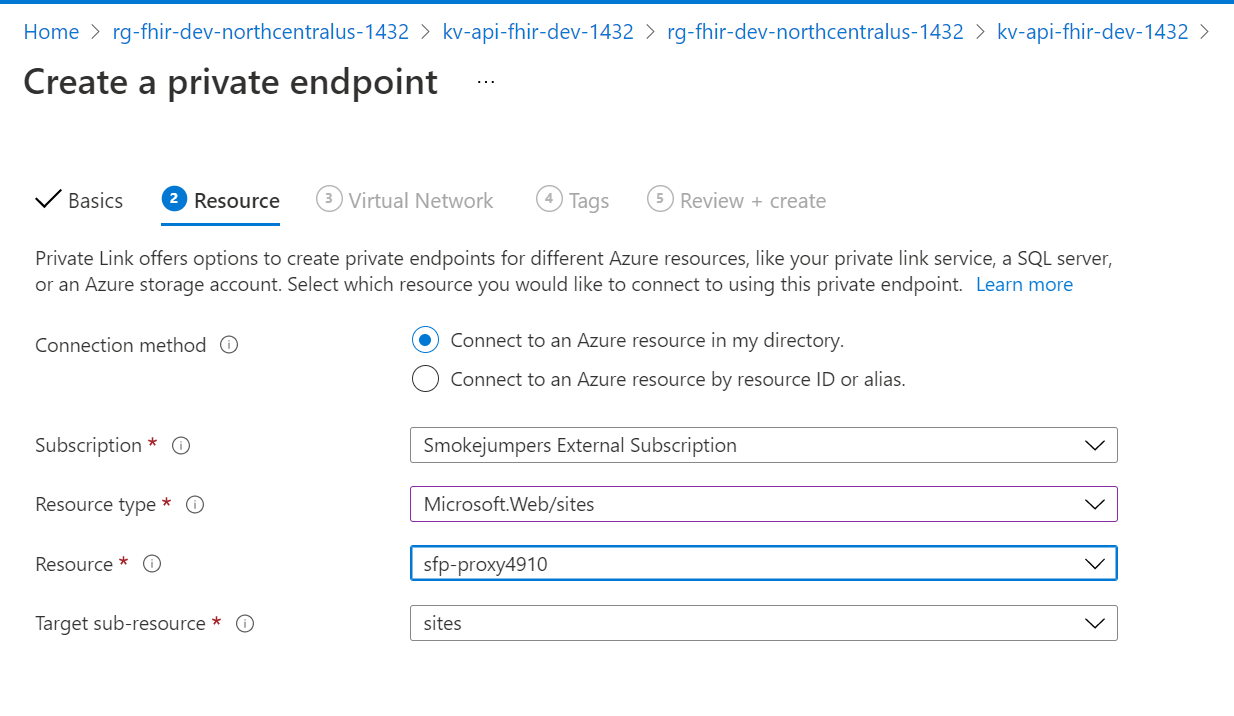 Home > rg-fhir-dev-northcentralus-1432 > kv-api-fhir-dev-1432 > rg-fhir-dev-northcentralus-1432 > kv-api-fhir-dev-1432 >
Create a private endpoint ...
Basics 2 Resource 3 Virtual Network 4 Tags 5 Review + create
Private Link offers options to create private endpoints for different Azure resources, like your private link service, a SQL server,
or an Azure storage account. Select which resource you would like to connect to using this private endpoint. Learn more
Connection method Connect to an Azure resource in my directory.
Connect to an Azure resource by resource ID or alias.
Subscription * Smokejumpers External Subscription
Resource type * Microsoft.Web/sites
Resource * sfp-proxy4910
Target sub-resource * sites